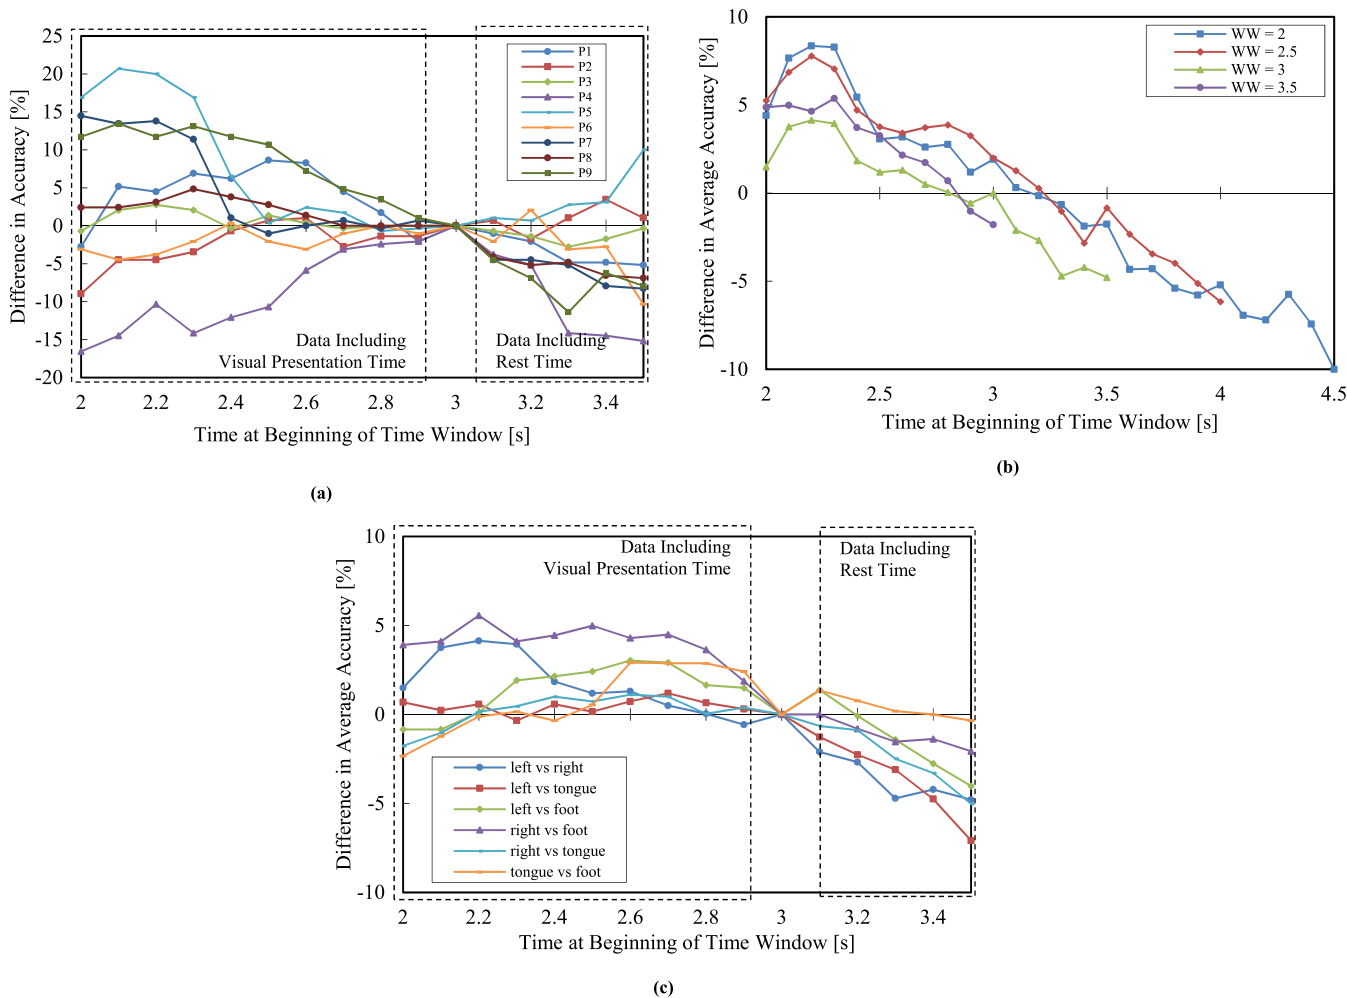 25
20
15
10
5
0
-5
-10
-15
-20
Difference in Accuracy [%]
P1
P2
P3
P4
P5
P6
P7
P8
P9
Data Including
Visual Presentation Time
Data Including
Rest Time
2
2.2
2.4
2.6
2.8
3
3.2
3.4
Time at Beginning of Time Window [s]
(a)
10
5
0
-5
-10
Difference in Average Accuracy [%]
WW = 2
WW = 2.5
WW = 3
WW = 3.5
2
2.5
3
3.5
4
4.5
Time at Beginning of Time Window [s]
(b)
10
5
0
-5
-10
Difference in Average Accuracy [%]
Data Including
Visual Presentation Time
Data Including
Rest Time
left vs right
left vs tongue
left vs foot
right vs foot
right vs tongue
tongue vs foot
2
2.2
2.4
2.6
2.8
3
3.2
3.4
Time at Beginning of Time Window [s]
(c)